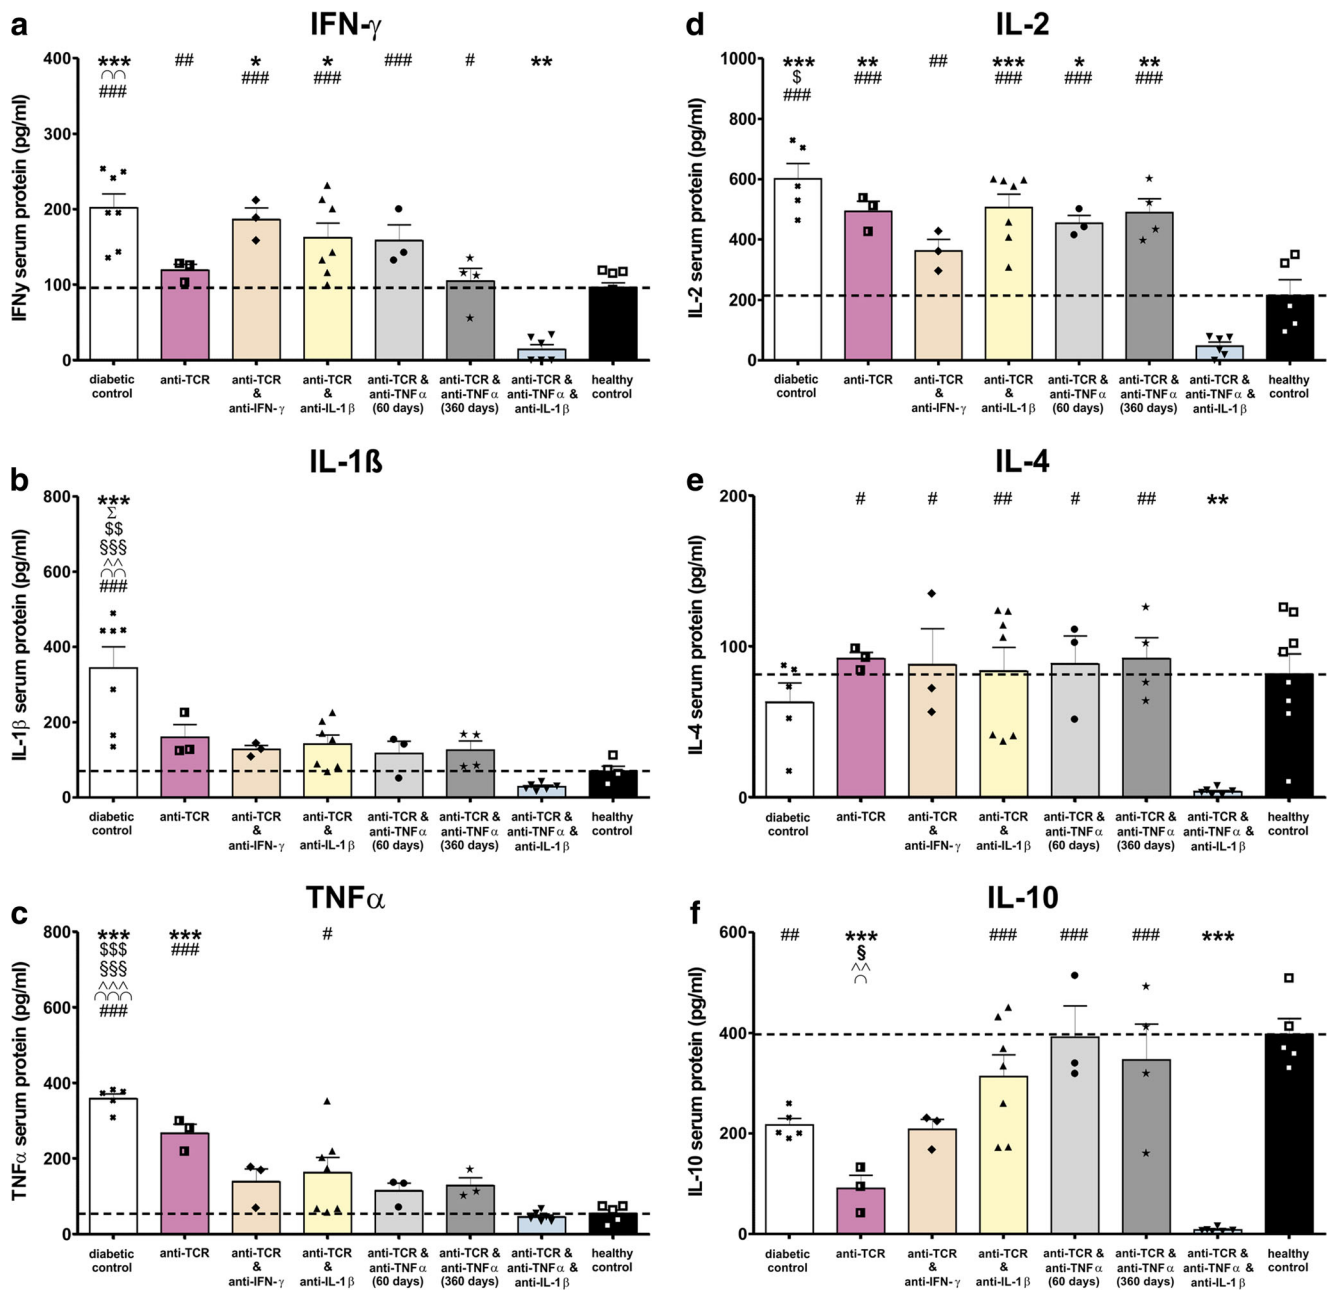 a
IFN-γ
IFNγ serum protein (pg/ml)
400
300
200
100
0
*** ## * * ### # **
◠◠ ### ###
###
diabetic control
anti-TCR
anti-TCR & anti-IFN-γ
anti-TCR & anti-IL-1β
anti-TCR & anti-TNFα (60 days)
anti-TCR & anti-TNFα (360 days)
anti-TCR & anti-TNFα & anti-IL-1β
healthy control
b
IL-1ß
IL-1β serum protein (pg/ml)
800
600
400
200
0
***
Σ
$$
§§§
^^
◠◠
###
diabetic control
anti-TCR
anti-TCR & anti-IFN-γ
anti-TCR & anti-IL-1β
anti-TCR & anti-TNFα (60 days)
anti-TCR & anti-TNFα (360 days)
anti-TCR & anti-TNFα & anti-IL-1β
healthy control
c
TNFα
TNFα serum protein (pg/ml)
800
600
400
200
0
*** *** #
$$$ ###
§§§
^^^
◠◠◠
###
diabetic control
anti-TCR
anti-TCR & anti-IFN-γ
anti-TCR & anti-IL-1β
anti-TCR & anti-TNFα (60 days)
anti-TCR & anti-TNFα (360 days)
anti-TCR & anti-TNFα & anti-IL-1β
healthy control
d
IL-2
IL-2 serum protein (pg/ml)
1000
800
600
400
200
0
*** ** ## *** * **
$ ### ### ### ###
###
diabetic control
anti-TCR
anti-TCR & anti-IFN-γ
anti-TCR & anti-IL-1β
anti-TCR & anti-TNFα (60 days)
anti-TCR & anti-TNFα (360 days)
anti-TCR & anti-TNFα & anti-IL-1β
healthy control
e
IL-4
IL-4 serum protein (pg/ml)
200
100
0
# # ## # ## **
diabetic control
anti-TCR
anti-TCR & anti-IFN-γ
anti-TCR & anti-IL-1β
anti-TCR & anti-TNFα (60 days)
anti-TCR & anti-TNFα (360 days)
anti-TCR & anti-TNFα & anti-IL-1β
healthy control
f
IL-10
IL-10 serum protein (pg/ml)
600
400
200
0
## *** ### ### ### ***
§
^^
◠
diabetic control
anti-TCR
anti-TCR & anti-IFN-γ
anti-TCR & anti-IL-1β
anti-TCR & anti-TNFα (60 days)
anti-TCR & anti-TNFα (360 days)
anti-TCR & anti-TNFα & anti-IL-1β
healthy control